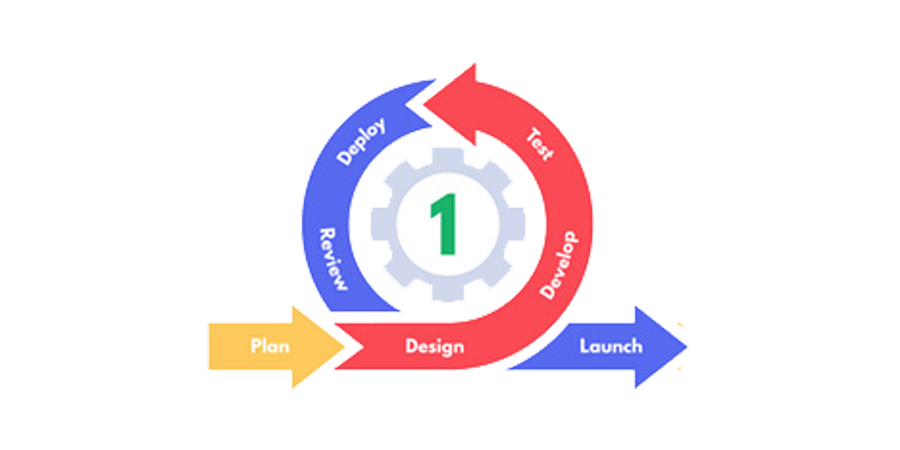 Plan
Design
Develop
Test
Deploy
Review
Launch
1